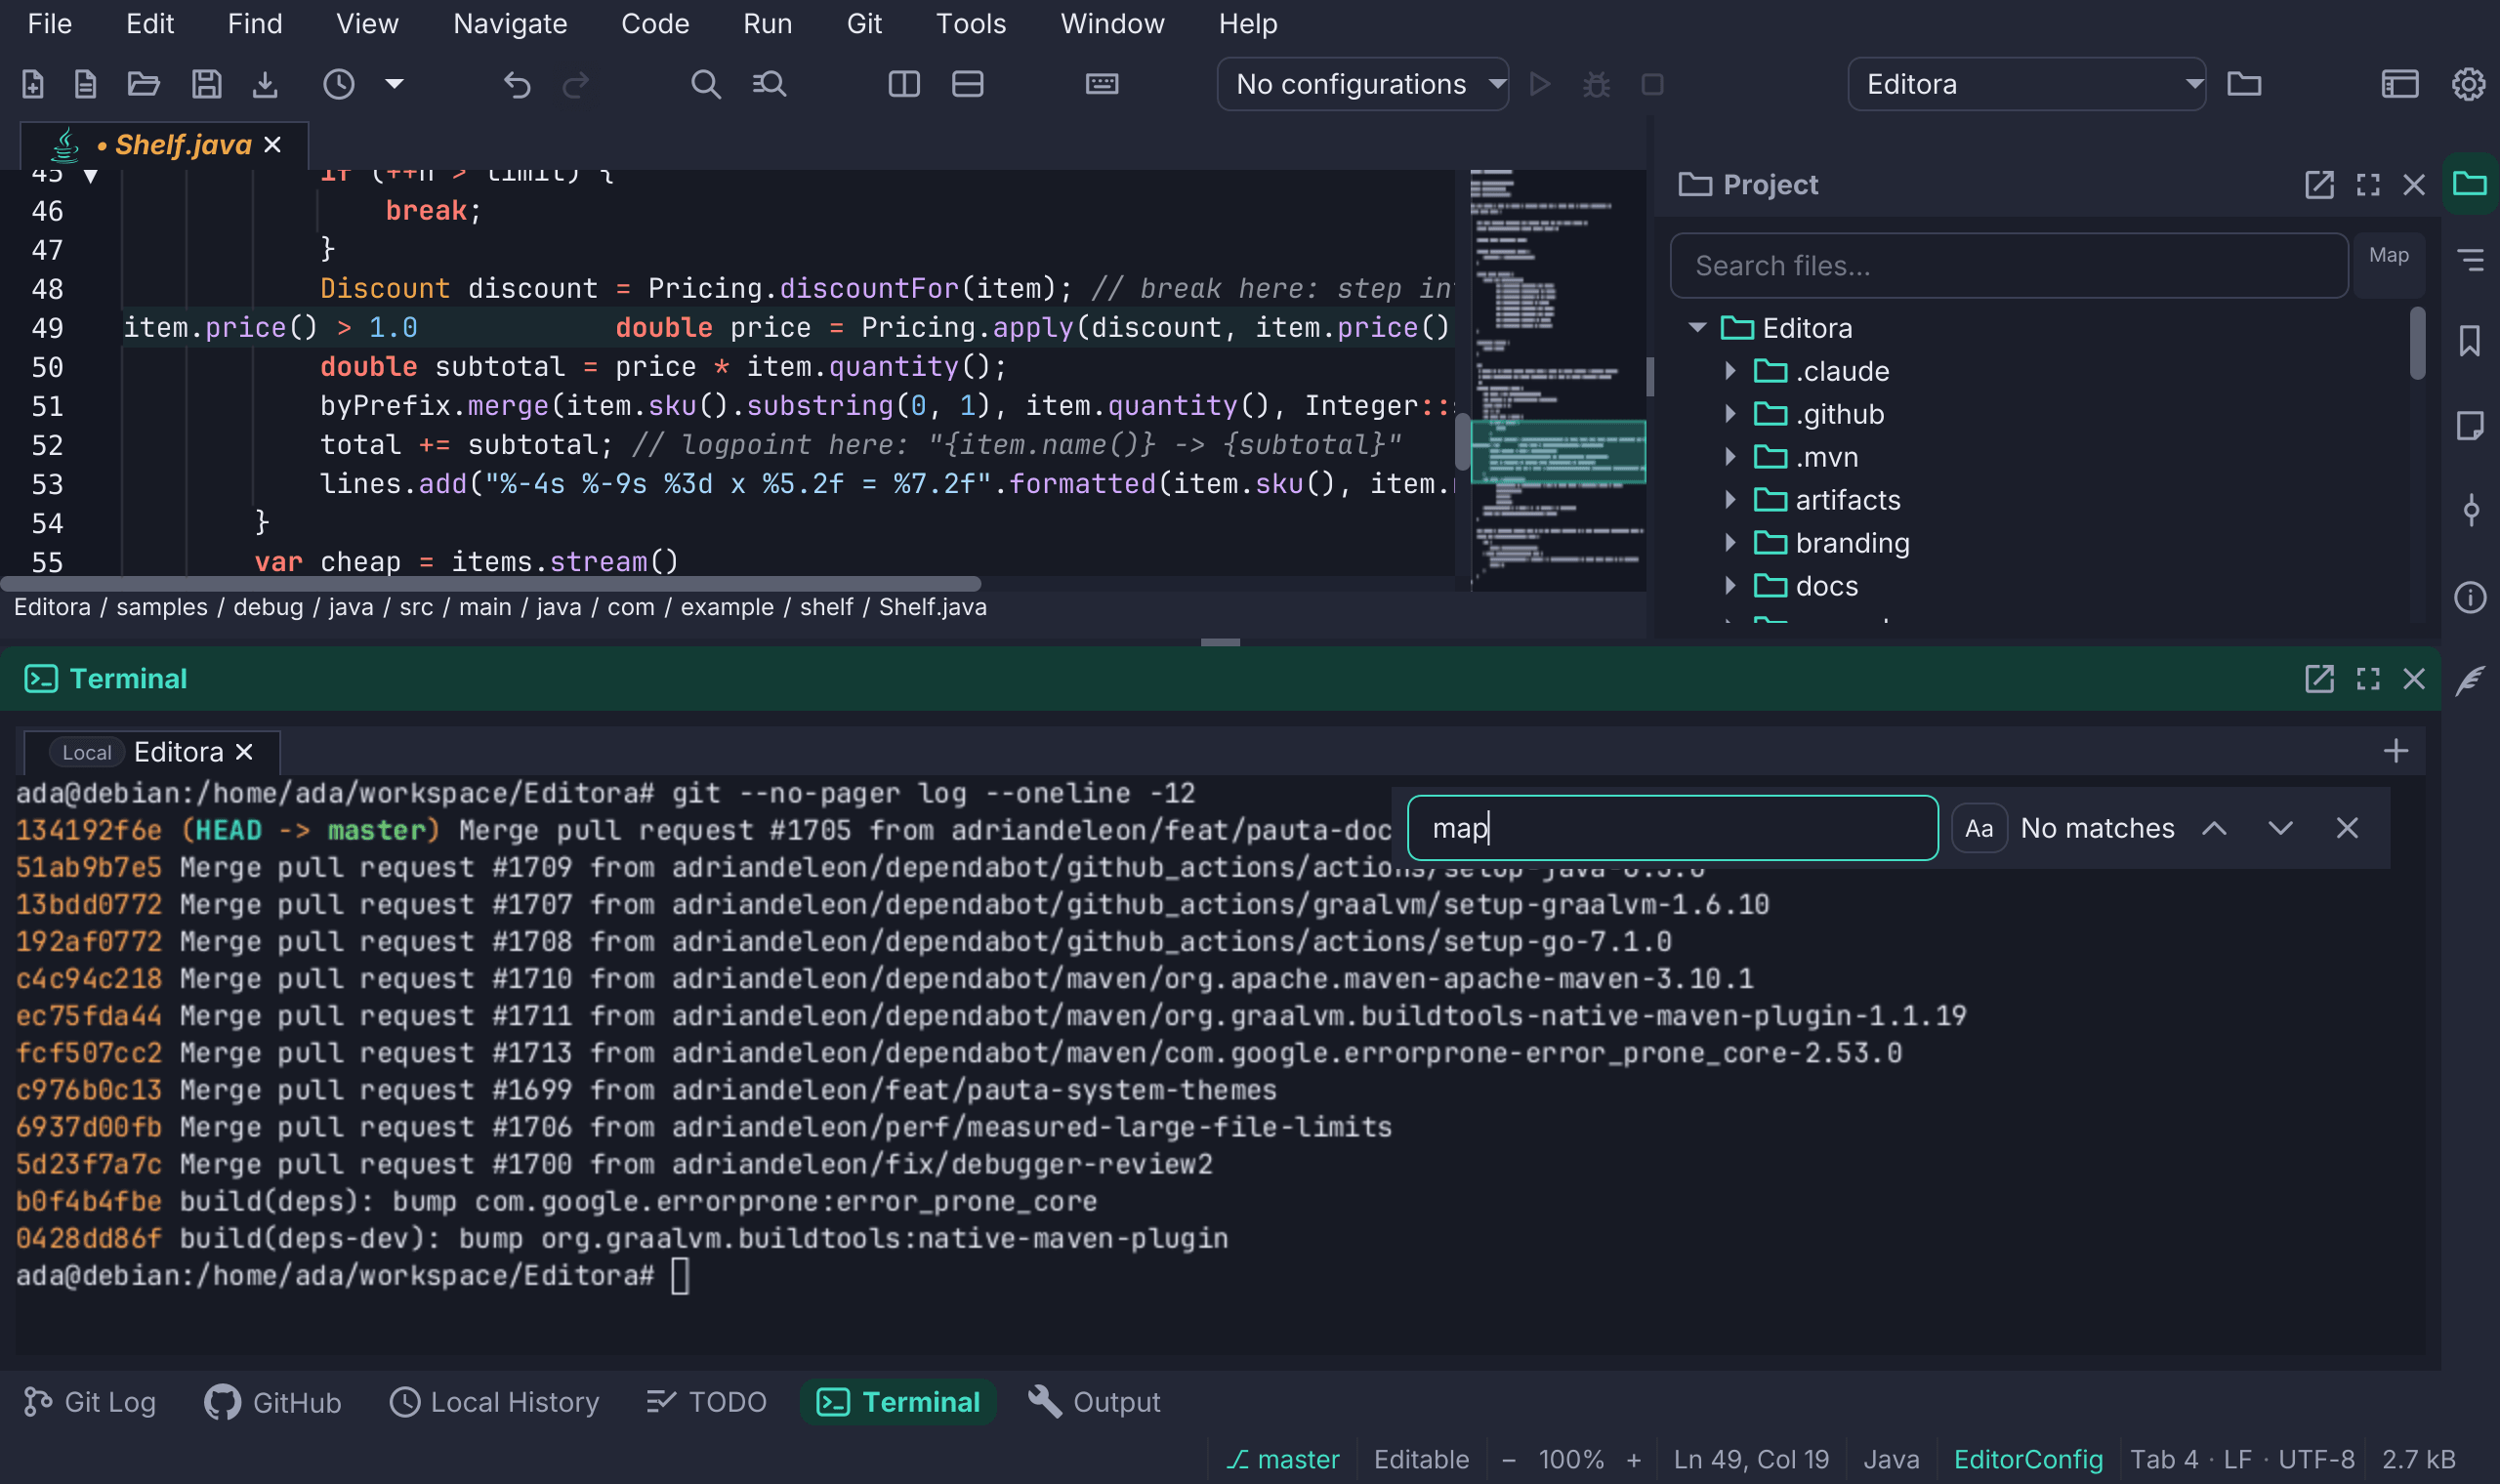 File Edit Find View Navigate Code Run Git Tools Window Help
No configurations
Editora
• Shelf.java
45 if (++n > limit) {
46 break;
47 }
48 Discount discount = Pricing.discountFor(item); // break here: step in
49 item.price() > 1.0 double price = Pricing.apply(discount, item.price()
50 double subtotal = price * item.quantity();
51 byPrefix.merge(item.sku().substring(0, 1), item.quantity(), Integer::
52 total += subtotal; // logpoint here: "{item.name()} -> {subtotal}"
53 lines.add("%-4s %-9s %3d x %5.2f = %7.2f".formatted(item.sku(), item.
54 }
55 var cheap = items.stream()
Editora / samples / debug / java / src / main / java / com / example / shelf / Shelf.java
Project
Search files...
Map
Editora
.claude
.github
.mvn
artifacts
branding
docs
Terminal
Local Editora
ada@debian:/home/ada/workspace/Editora# git --no-pager log --oneline -12
134192f6e (HEAD -> master) Merge pull request #1705 from adriandeleon/feat/pauta-doc
51ab9b7e5 Merge pull request #1709 from adriandeleon/dependabot/github_actions/actions/setup-java-
13bdd0772 Merge pull request #1707 from adriandeleon/dependabot/github_actions/graalvm/setup-graalvm-1.6.10
192af0772 Merge pull request #1708 from adriandeleon/dependabot/github_actions/actions/setup-go-7.1.0
c4c94c218 Merge pull request #1710 from adriandeleon/dependabot/maven/org.apache.maven-apache-maven-3.10.1
ec75fda44 Merge pull request #1711 from adriandeleon/dependabot/maven/org.graalvm.buildtools-native-maven-plugin-1.1.19
fcf507cc2 Merge pull request #1713 from adriandeleon/dependabot/maven/com.google.errorprone-error_prone_core-2.53.0
c976b0c13 Merge pull request #1699 from adriandeleon/feat/pauta-system-themes
6937d00fb Merge pull request #1706 from adriandeleon/perf/measured-large-file-limits
5d23f7a7c Merge pull request #1700 from adriandeleon/fix/debugger-review2
b0f4b4fbe build(deps): bump com.google.errorprone:error_prone_core
0428dd86f build(deps-dev): bump org.graalvm.buildtools:native-maven-plugin
ada@debian:/home/ada/workspace/Editora#
map
Aa No matches
Git Log GitHub Local History TODO Terminal Output
master Editable − 100% + Ln 49, Col 19 Java EditorConfig Tab 4 · LF · UTF-8 2.7 kB